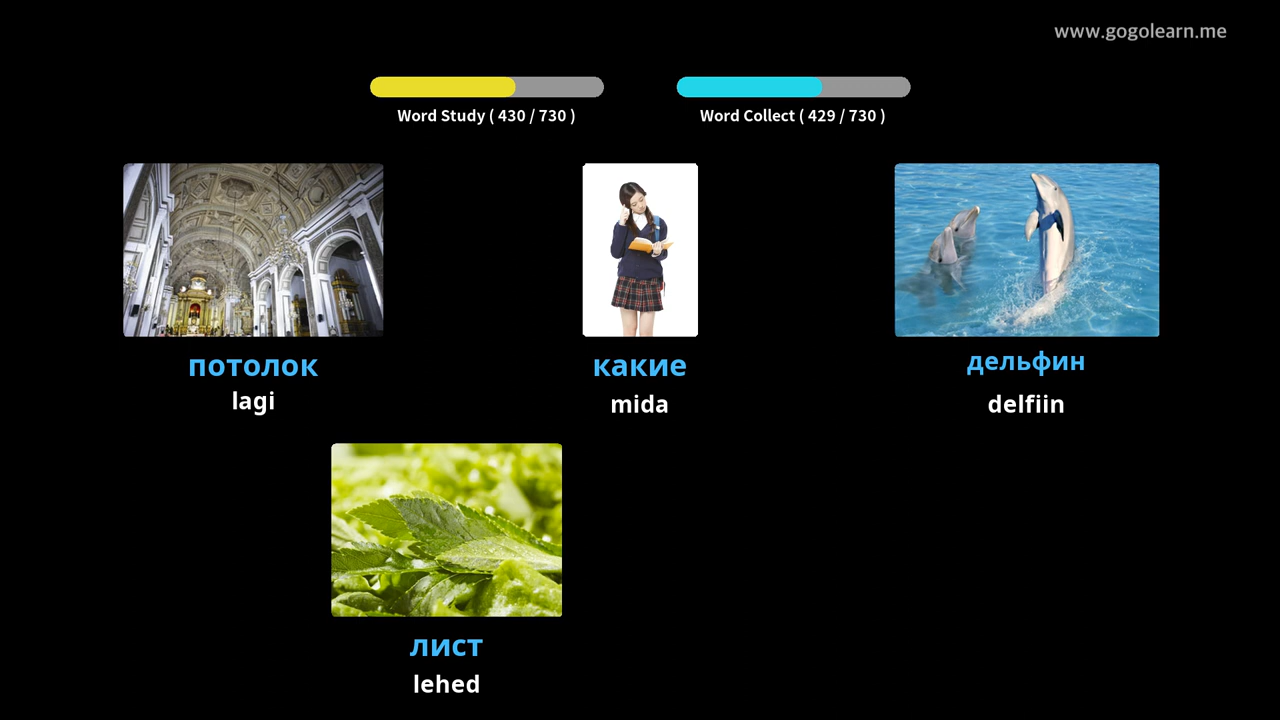 www.gogolearn.me
Word Study ( 430 / 730 )
Word Collect ( 429 / 730 )
потолок
lagi
какие
mida
дельфин
delfiin
лист
lehed